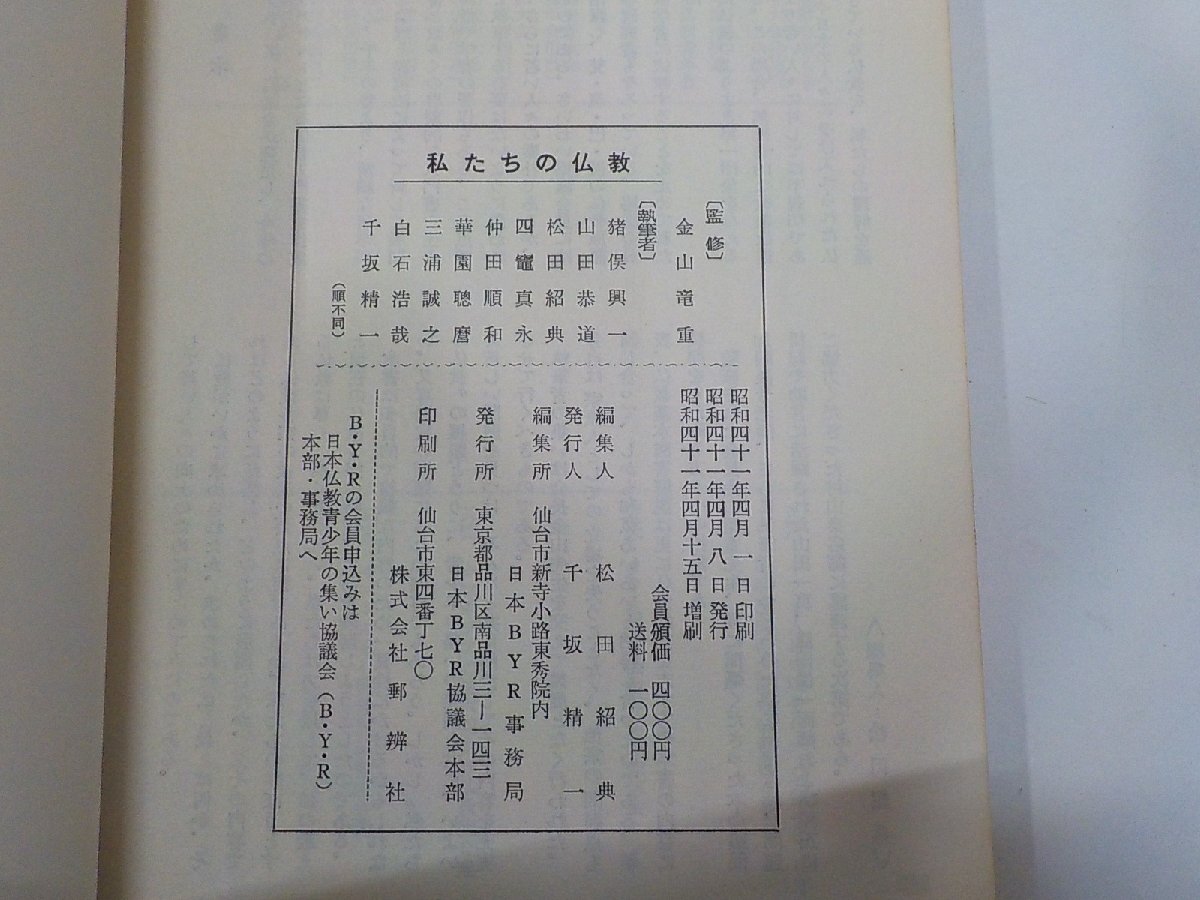 私たちの仏教
〔監修〕
金山竜重
〔執筆者〕
猪俣興一
山田恭道
松田紹典
四竈真永
仲田順和
華園聰麿
三浦誠之
白石浩哉
千坂精一
（順不同）
昭和四十一年四月一日印刷
昭和四十一年四月八日発行
昭和四十一年四月十五日増刷
会員頒価 四〇〇円
送料 一〇〇円
編集人 松田紹典
発行人 千坂精一
編集所 仙台市新寺小路東秀院内
日本BYR事務局
発行所 東京都品川区南品川三ー一四三
日本BYR協議会本部
印刷所 仙台市東四番丁七〇
株式会社郵辨社
B・Y・Rの会員申込みは
日本仏教青少年の集い協議会（B・Y・R）
本部・事務局へ